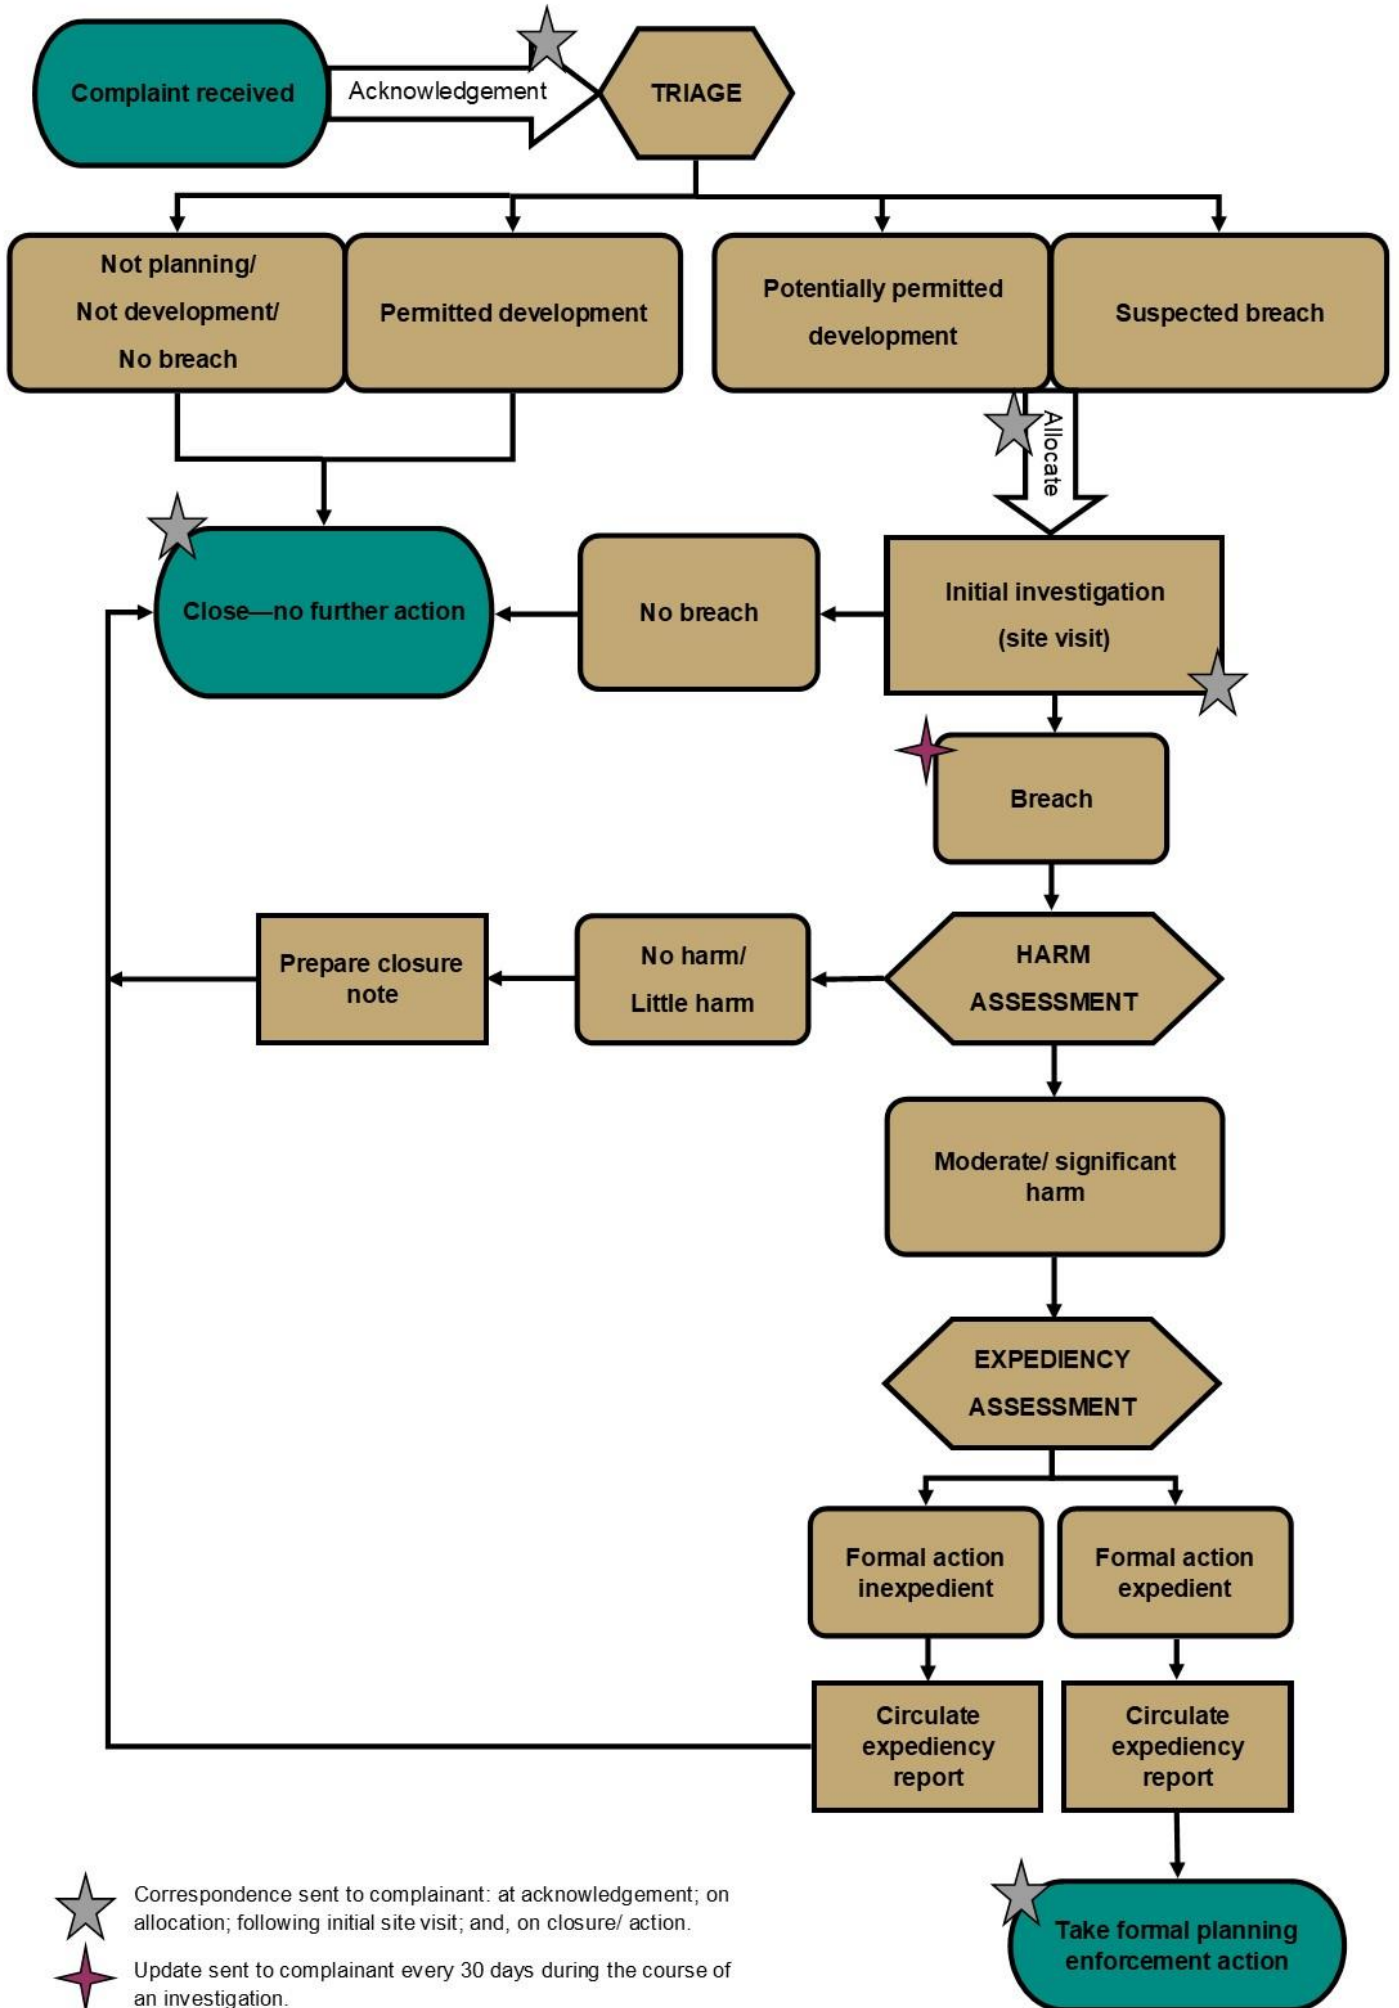 Complaint received
Acknowledgement
TRIAGE
Not planning/
Not development/
No breach
Permitted development
Potentially permitted
development
Suspected breach
Allocate
Close—no further action
No breach
Initial investigation
(site visit)
Breach
Prepare closure
note
No harm/
Little harm
HARM
ASSESSMENT
Moderate/ significant
harm
EXPEDIENCY
ASSESSMENT
Formal action
inexpedient
Formal action
expedient
Circulate
expediency
report
Circulate
expediency
report
Take formal planning
enforcement action
Correspondence sent to complainant: at acknowledgement; on
allocation; following initial site visit; and, on closure/ action.
Update sent to complainant every 30 days during the course of
an investigation.